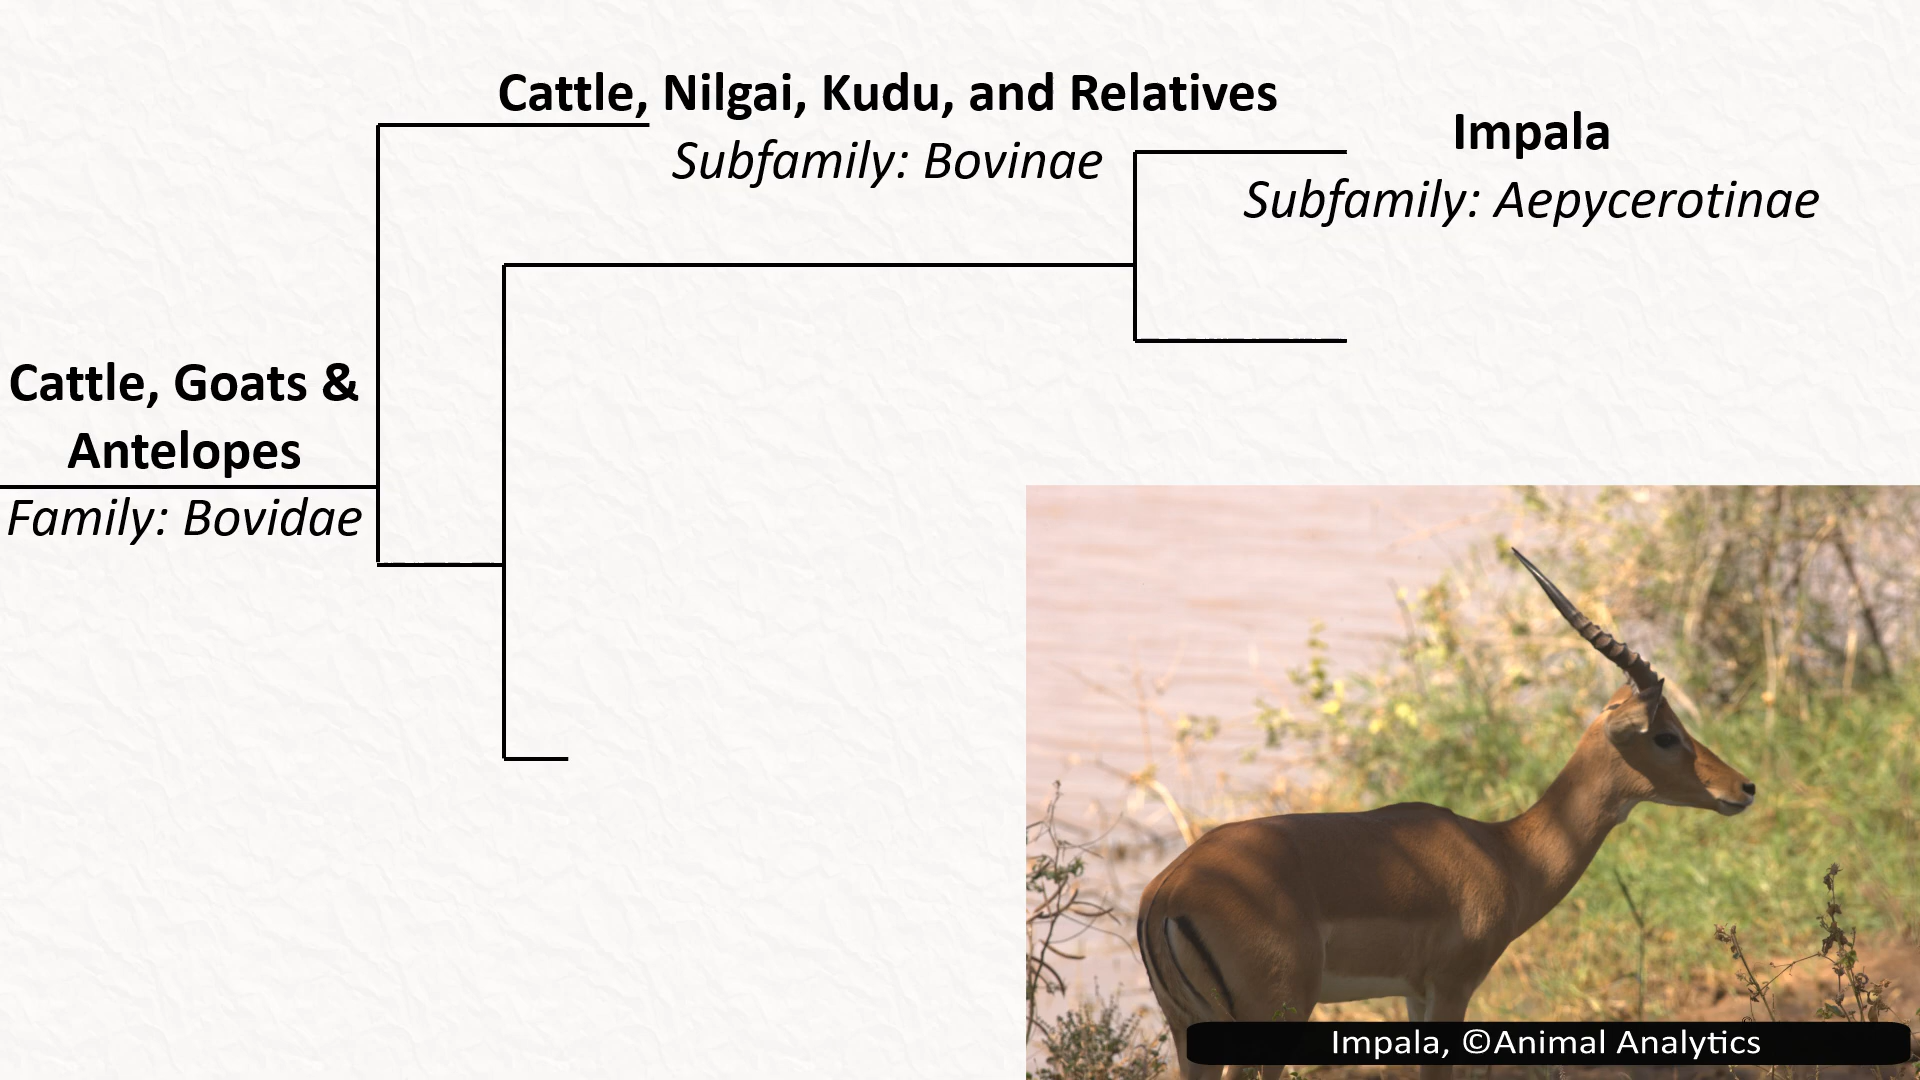 Cattle, Nilgai, Kudu, and Relatives
Subfamily: Bovinae
Impala
Subfamily: Aepycerotinae
Cattle, Goats &
Antelopes
Family: Bovidae
Impala, ©Animal Analytics